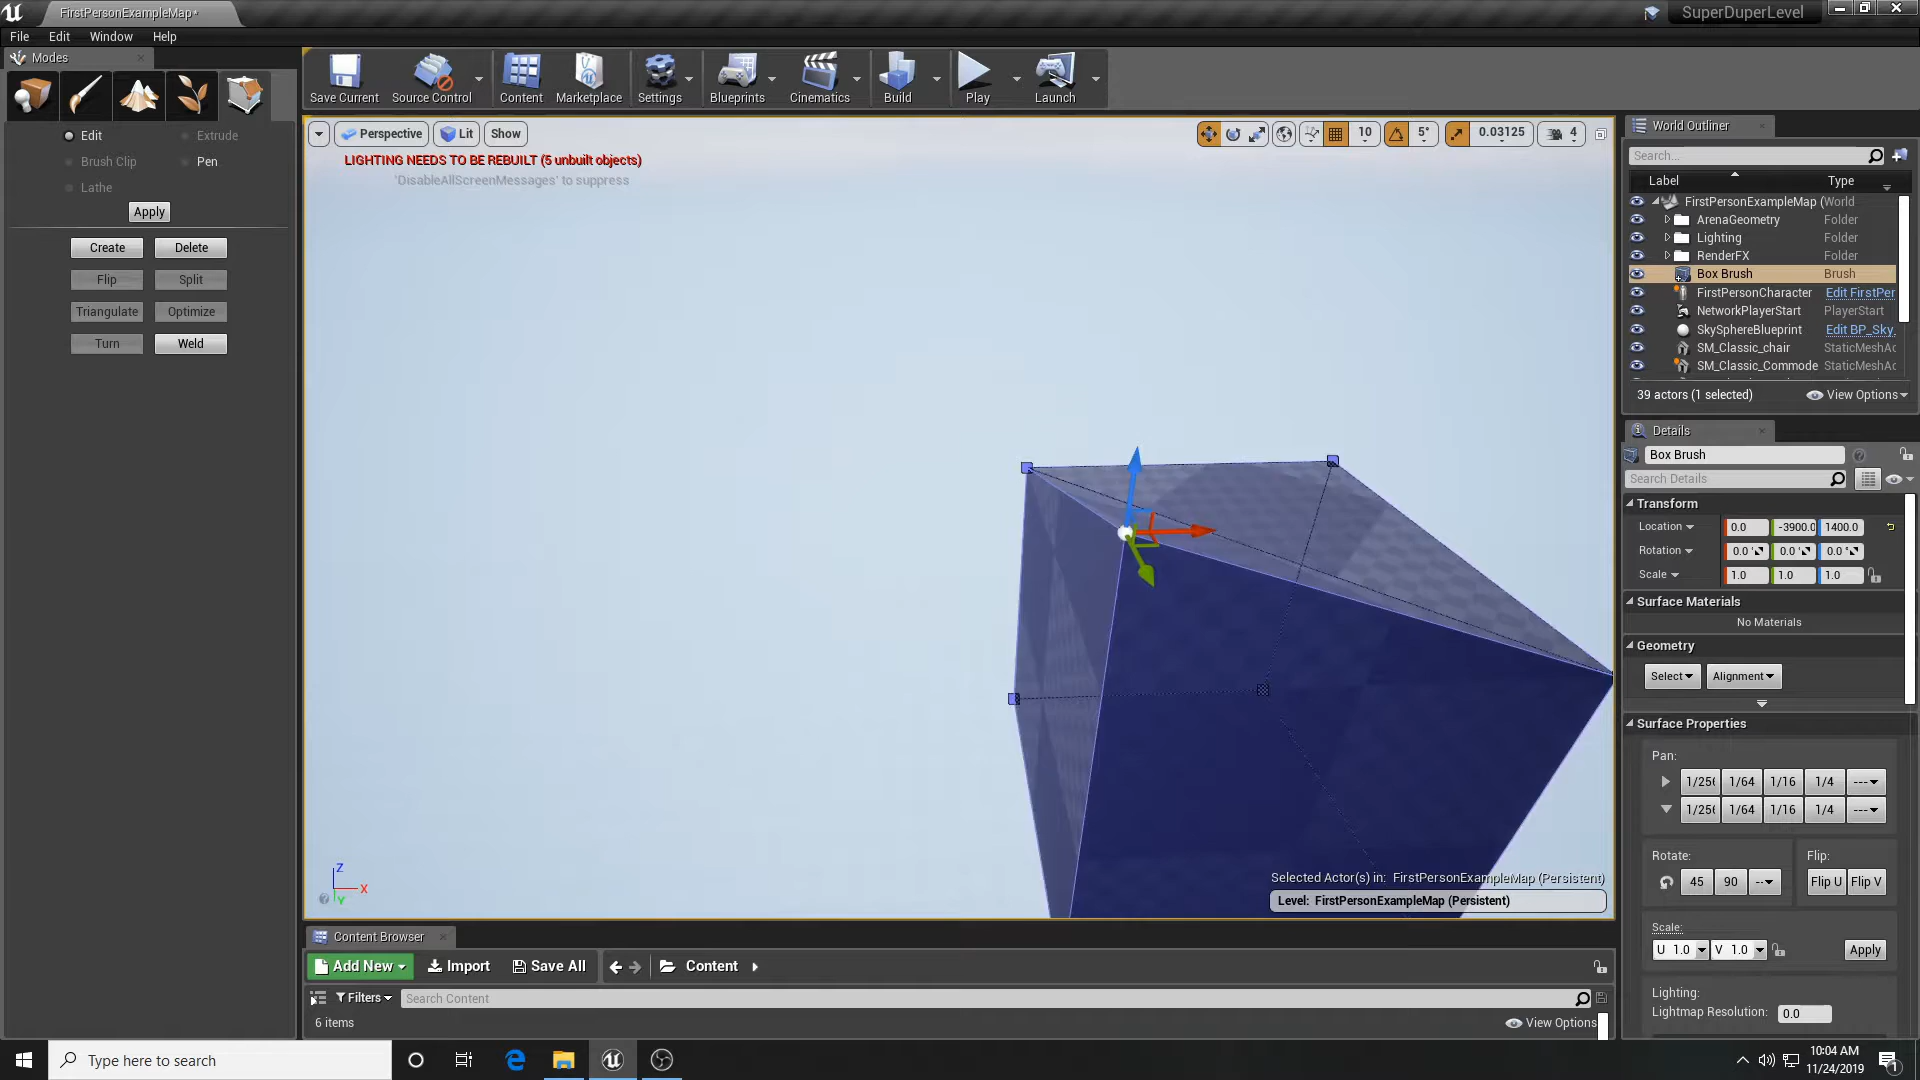 FirstPersonExampleMap*
SuperDuperLevel
File Edit Window Help
Modes
Save Current Source Control Content Marketplace Settings Blueprints Cinematics Build Play Launch
Edit Extrude
Brush Clip Pen
Lathe
Apply
Create Delete
Flip Split
Triangulate Optimize
Turn Weld
Perspective Lit Show
10 5° 0.03125 4
LIGHTING NEEDS TO BE REBUILT (5 unbuilt objects)
'DisableAllScreenMessages' to suppress
Z
X
Y
Selected Actor(s) in: FirstPersonExampleMap (Persistent)
Level: FirstPersonExampleMap (Persistent)
World Outliner
Search...
Label Type
FirstPersonExampleMap ( World
ArenaGeometry Folder
Lighting Folder
RenderFX Folder
Box Brush Brush
FirstPersonCharacter Edit FirstPer
NetworkPlayerStart PlayerStart
SkySphereBlueprint Edit BP_Sky
SM_Classic_chair StaticMeshAc
SM_Classic_Commode StaticMeshAc
39 actors (1 selected) View Options
Details
Box Brush
Search Details
Transform
Location 0.0 -3900.0 1400.0
Rotation 0.0 ° 0.0 ° 0.0 °
Scale 1.0 1.0 1.0
Surface Materials
No Materials
Geometry
Select Alignment
Surface Properties
Pan:
1/256 1/64 1/16 1/4 ---
1/256 1/64 1/16 1/4 ---
Rotate: Flip:
45 90 -- Flip U Flip V
Scale:
U 1.0 V 1.0 Apply
Lighting:
Lightmap Resolution: 0.0
Content Browser
Add New Import Save All Content
Filters Search Content
6 items View Options
Type here to search
10:04 AM
11/24/2019
1